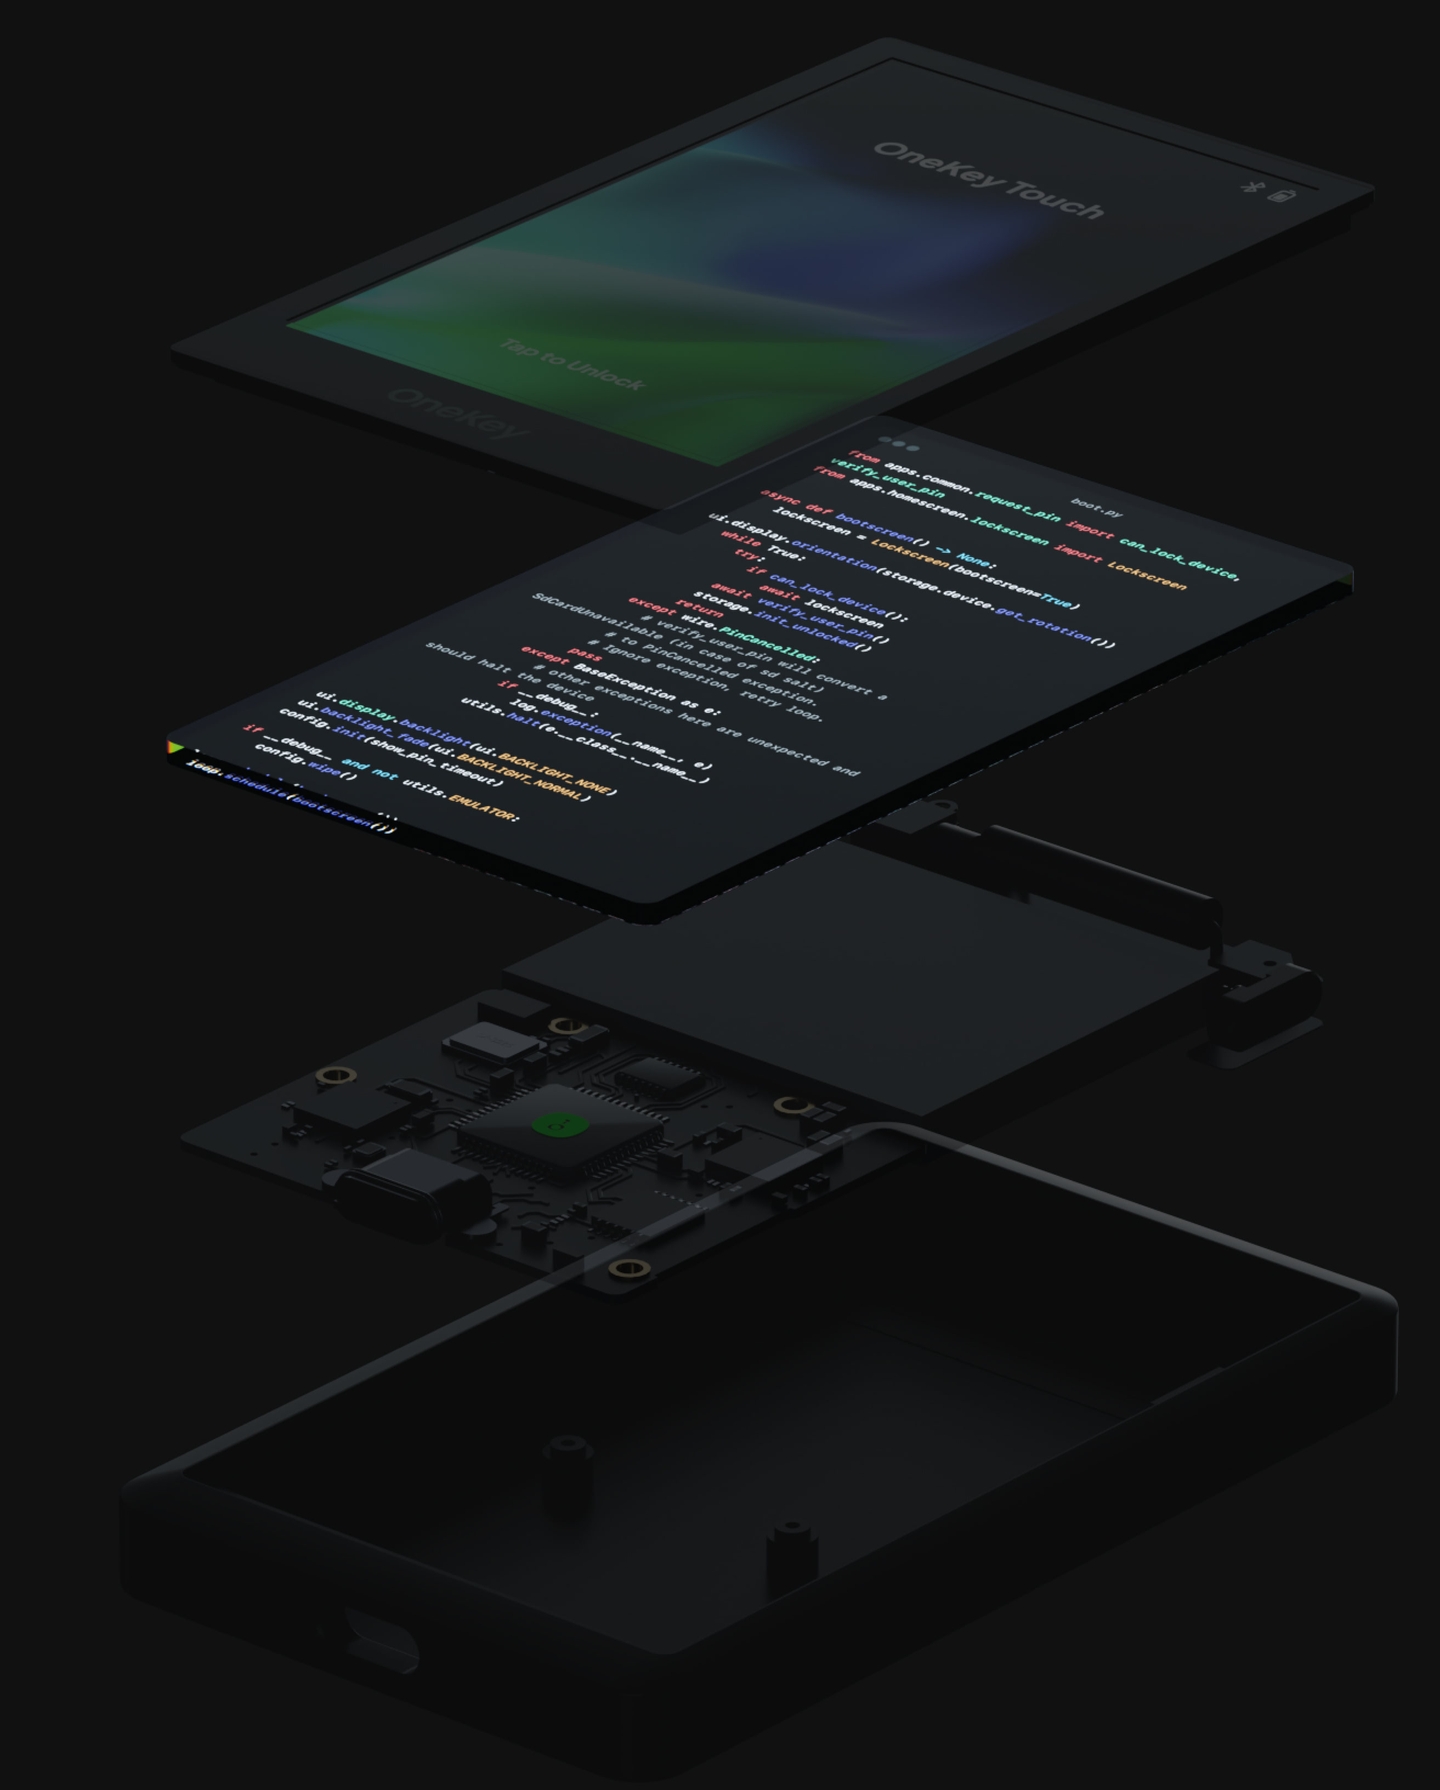 OneKey Touch
Tap to Unlock
OneKey
boot.py
from apps.common.request_pin import can_lock_device,
verify_user_pin
from apps.homescreen.lockscreen import Lockscreen
async def bootscreen() -> None:
lockscreen = Lockscreen(bootscreen=True)
ui.display.orientation(storage.device.get_rotation())
while True:
try:
if can_lock_device():
await lockscreen
await verify_user_pin()
storage.init_unlocked()
return
except wire.PinCancelled:
# verify_user_pin will convert a
SdCardUnavailable (in case of sd salt)
# to PinCancelled exception.
# Ignore exception, retry loop.
pass
except BaseException as e:
# other exceptions here are unexpected and
should halt the device
if __debug__:
log.exception(__name__, e)
utils.halt(e.__class__.__name__)
ui.display.backlight(ui.BACKLIGHT_NONE)
ui.backlight_fade(ui.BACKLIGHT_NORMAL)
config.init(show_pin_timeout)
if __debug__ and not utils.EMULATOR:
config.wipe()
loop.schedule(bootscreen())